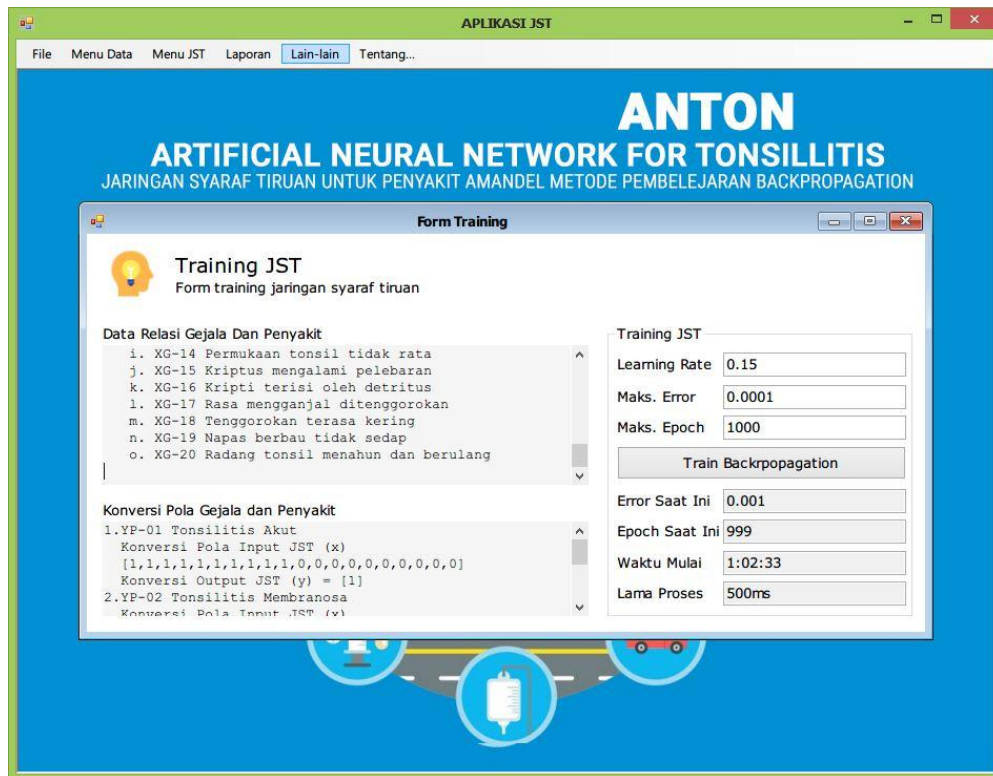 APLIKASI JST
File Menu Data Menu JST Laporan Lain-lain Tentang...
ANTON
ARTIFICIAL NEURAL NETWORK FOR TONSILLITIS
JARINGAN SYARAF TIRUAN UNTUK PENYAKIT AMANDEL METODE PEMBELEJARAN BACKPROPAGATION
Form Training
Training JST
Form training jaringan syaraf tiruan
Data Relasi Gejala Dan Penyakit
i. XG-14 Permukaan tonsil tidak rata
j. XG-15 Kriptus mengalami pelebaran
k. XG-16 Kripti terisi oleh detritus
l. XG-17 Rasa mengganjal ditenggorokan
m. XG-18 Tenggorokan terasa kering
n. XG-19 Napas berbau tidak sedap
o. XG-20 Radang tonsil menahun dan berulang
Konversi Pola Gejala dan Penyakit
1.YP-01 Tonsilitis Akut
Konversi Pola Input JST (x)
[1,1,1,1,1,1,1,1,1,1,0,0,0,0,0,0,0,0,0,0]
Konversi Output JST (y) = [1]
2.YP-02 Tonsilitis Membranosa
Konversi Pola Input JST (x)
Training JST
Learning Rate 0.15
Maks. Error 0.0001
Maks. Epoch 1000
Train Backrpopagation
Error Saat Ini 0.001
Epoch Saat Ini 999
Waktu Mulai 1:02:33
Lama Proses 500ms